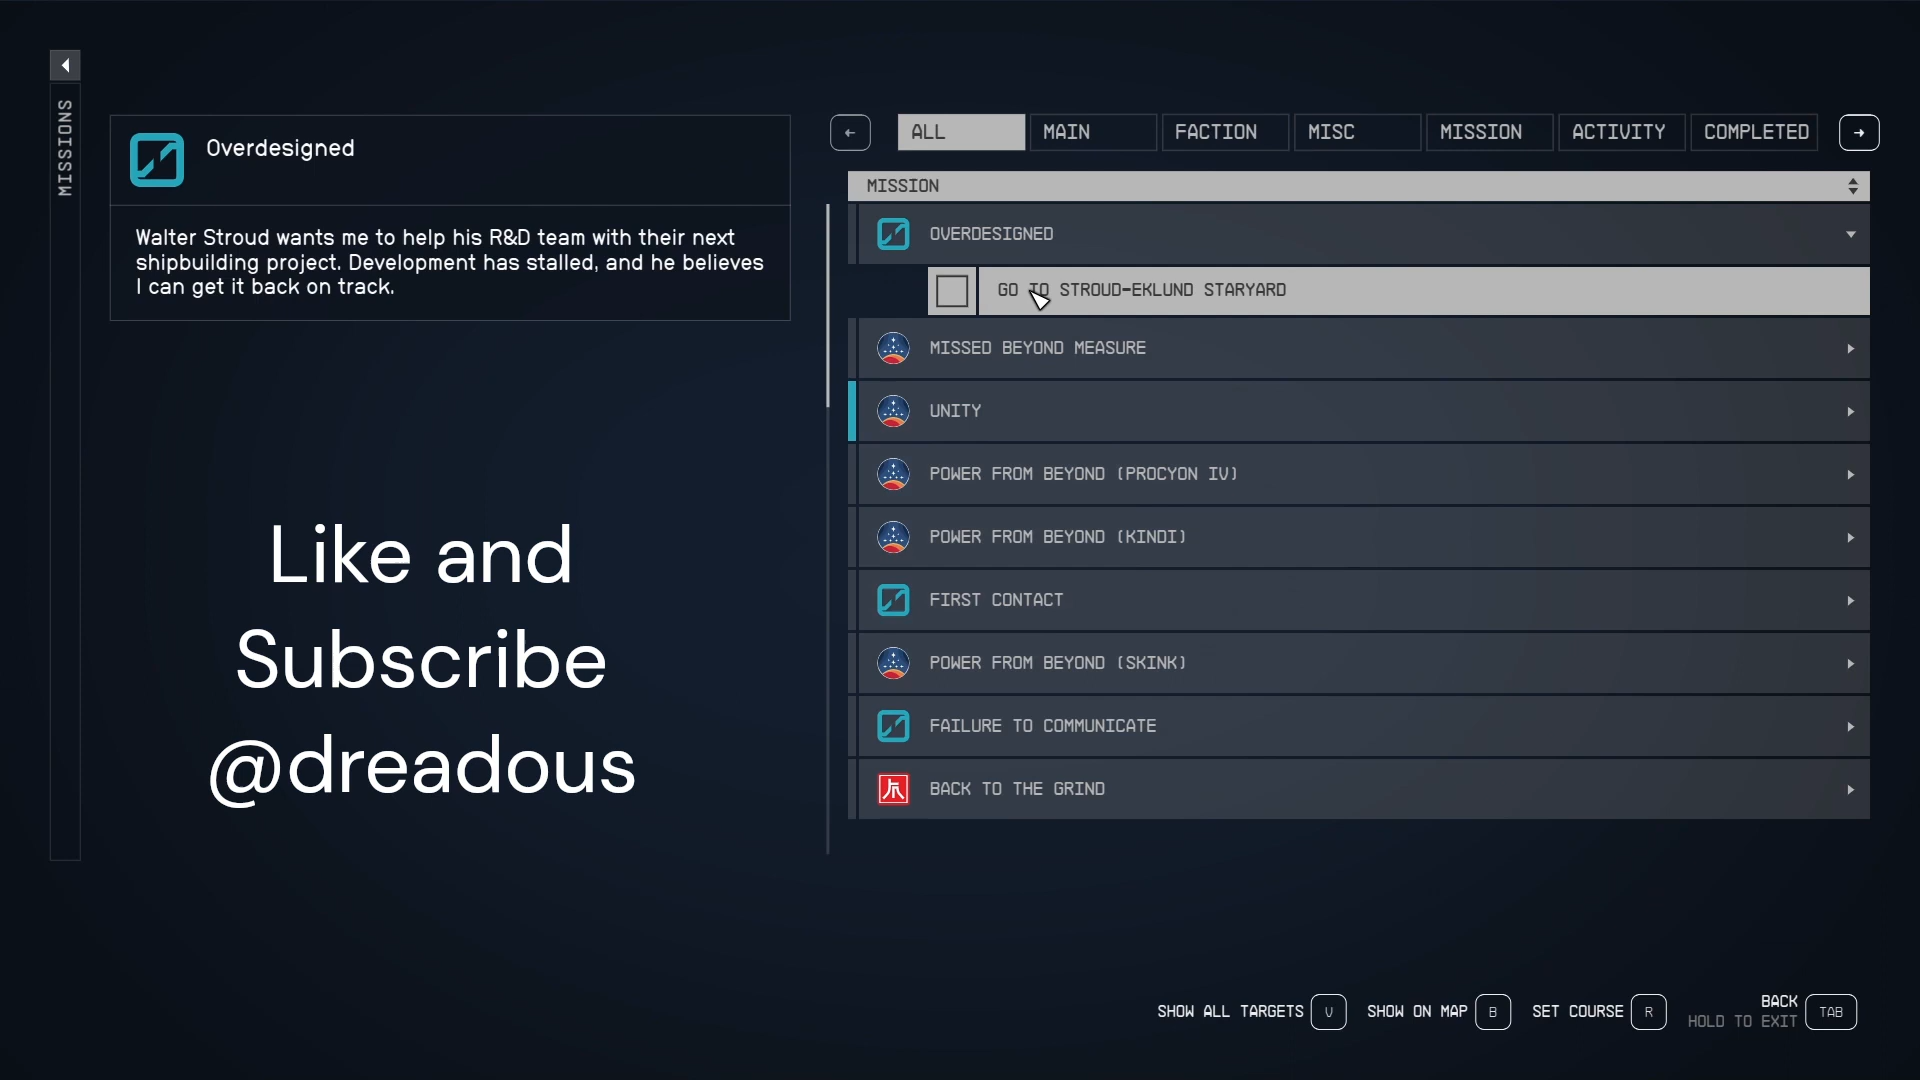 MISSIONS
Overdesigned
Walter Stroud wants me to help his R&D team with their next
shipbuilding project. Development has stalled, and he believes
I can get it back on track.
Like and
Subscribe
@dreadous
ALL MAIN FACTION MISC MISSION ACTIVITY COMPLETED
MISSION
OVERDESIGNED
GO TO STROUD-EKLUND STARYARD
MISSED BEYOND MEASURE
UNITY
POWER FROM BEYOND (PROCYON IV)
POWER FROM BEYOND (KINDI)
FIRST CONTACT
POWER FROM BEYOND (SKINK)
FAILURE TO COMMUNICATE
BACK TO THE GRIND
SHOW ALL TARGETS V SHOW ON MAP B SET COURSE R BACK TAB
HOLD TO EXIT